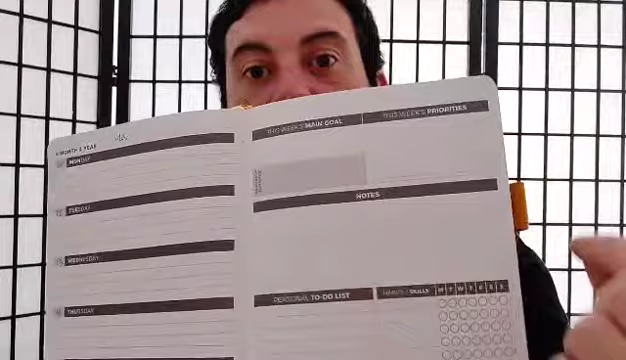 MONTH & YEAR
MONDAY
TUESDAY
WEDNESDAY
THURSDAY
THIS WEEK'S MAIN GOAL
THIS WEEK'S PRIORITIES
NOTES
PERSONAL TO-DO LIST
HABITS / SKILLS M T W T F S S